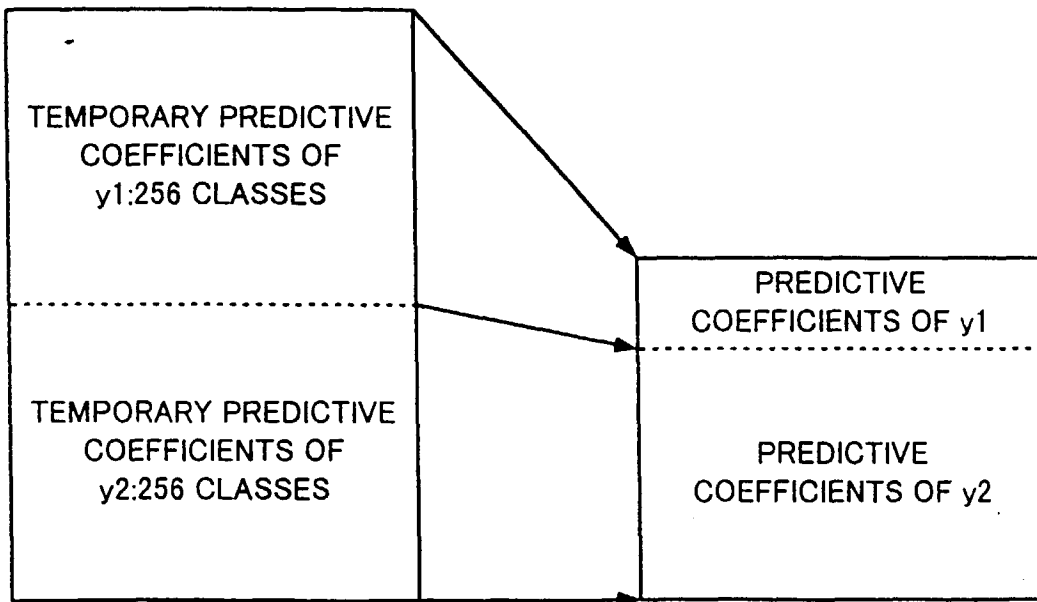 TEMPORARY PREDICTIVE
COEFFICIENTS OF
y1:256 CLASSES
PREDICTIVE
COEFFICIENTS OF y1
TEMPORARY PREDICTIVE
COEFFICIENTS OF
y2:256 CLASSES
PREDICTIVE
COEFFICIENTS OF y2